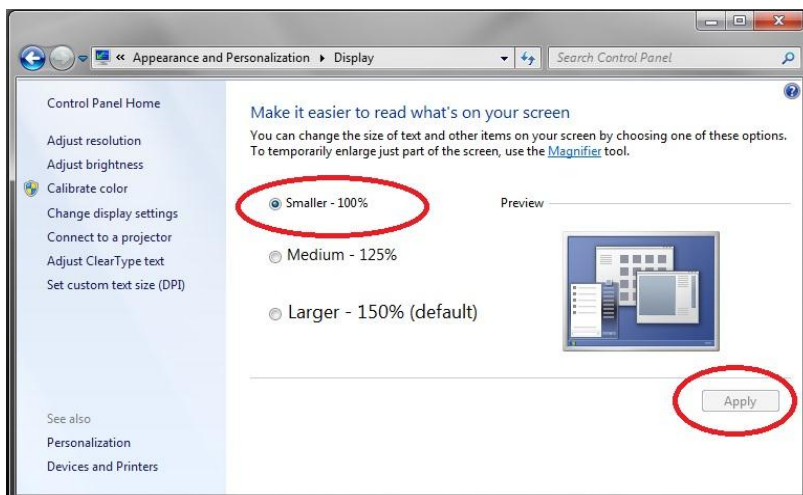 « Appearance and Personalization ▸ Display
Search Control Panel
Control Panel Home
Adjust resolution
Adjust brightness
Calibrate color
Change display settings
Connect to a projector
Adjust ClearType text
Set custom text size (DPI)
See also
Personalization
Devices and Printers
Make it easier to read what's on your screen
You can change the size of text and other items on your screen by choosing one of these options.
To temporarily enlarge just part of the screen, use the Magnifier tool.
Smaller - 100%
Preview
Medium - 125%
Larger - 150% (default)
Apply